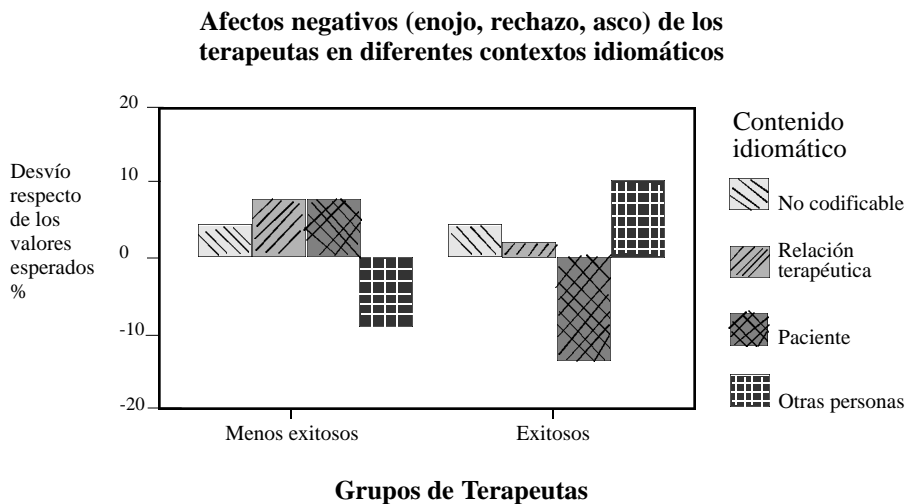 Afectos negativos (enojo, rechazo, asco) de los
terapeutas en diferentes contextos idiomáticos
Desvío
respecto
de los
valores
esperados
%
20
10
0
-10
-20
Menos exitosos
Exitosos
Grupos de Terapeutas
Contenido
idiomático
No codificable
Relación
terapéutica
Paciente
Otras personas